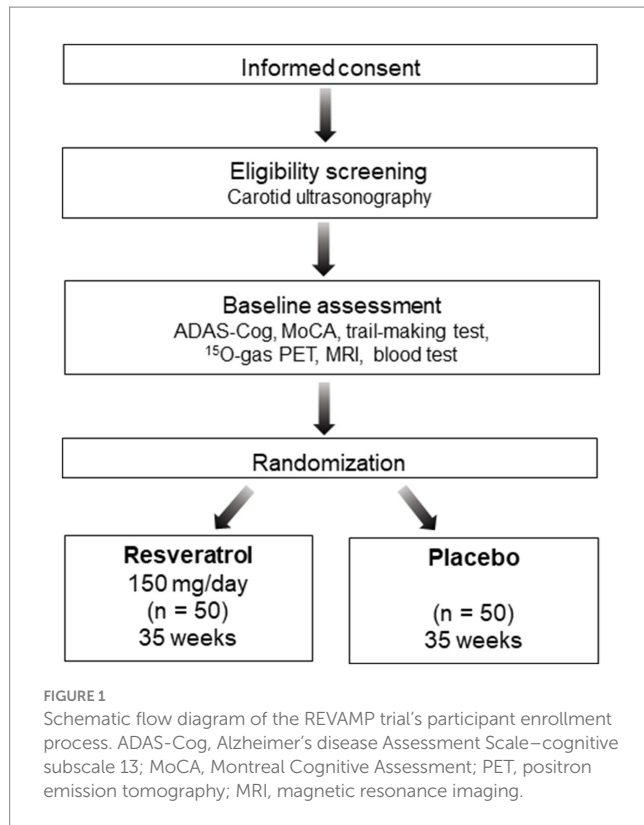 Informed consent
Eligibility screening
Carotid ultrasonography
Baseline assessment
ADAS-Cog, MoCA, trail-making test,
¹⁵O-gas PET, MRI, blood test
Randomization
Resveratrol
150 mg/day
(n = 50)
35 weeks
Placebo
(n = 50)
35 weeks
FIGURE 1
Schematic flow diagram of the REVAMP trial’s participant enrollment
process. ADAS-Cog, Alzheimer’s disease Assessment Scale–cognitive
subscale 13; MoCA, Montreal Cognitive Assessment; PET, positron
emission tomography; MRI, magnetic resonance imaging.